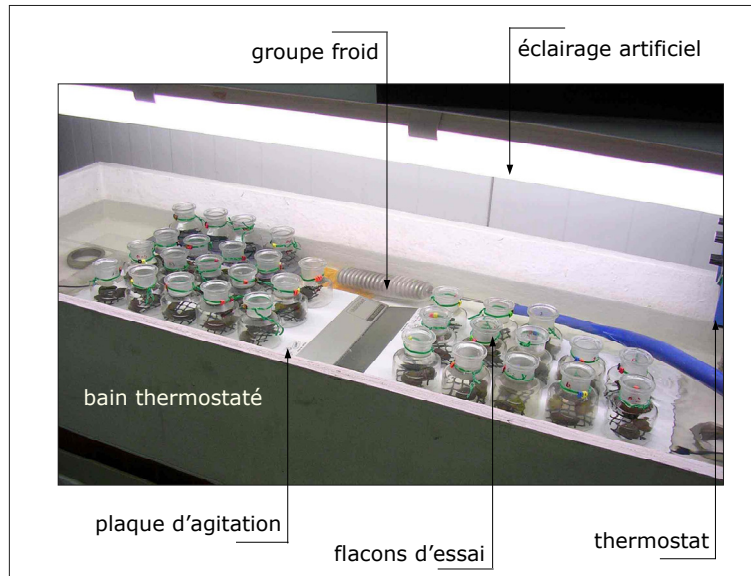 groupe froid
éclairage artificiel
bain thermostaté
plaque d'agitation
flacons d'essai
thermostat